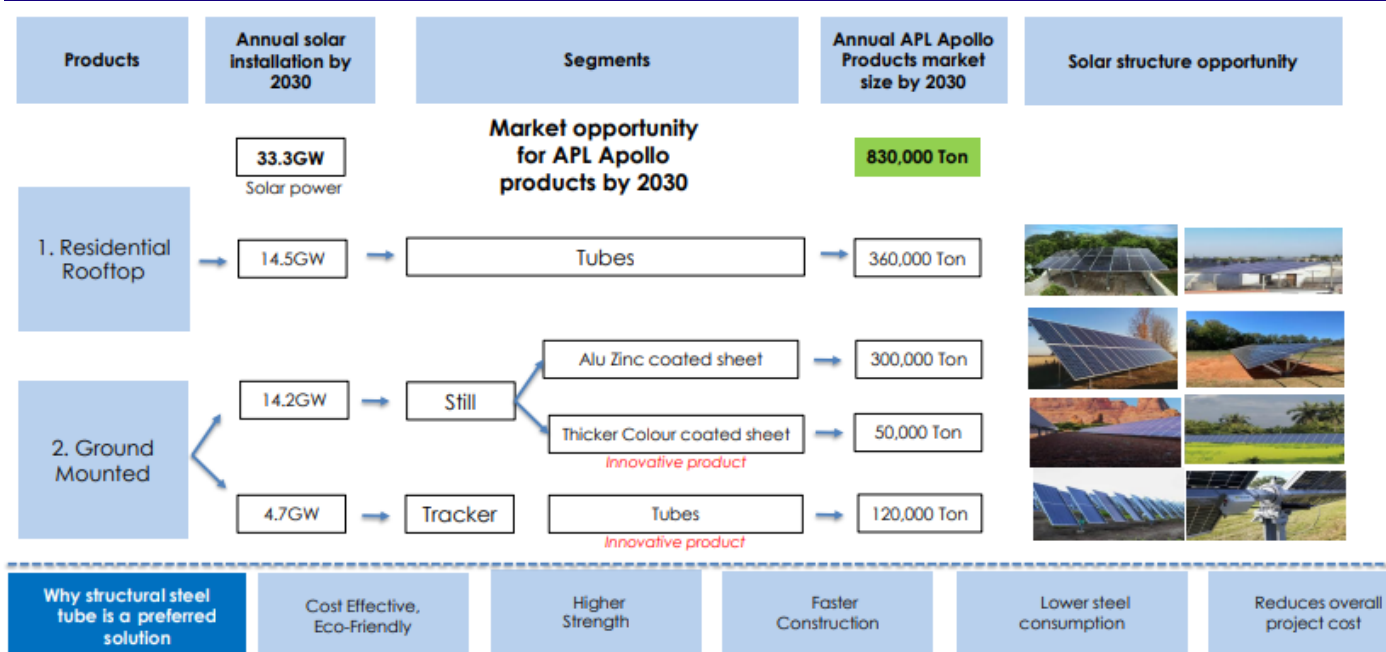 Products
Annual solar
installation by
2030
Segments
Annual APL Apollo
Products market
size by 2030
Solar structure opportunity
33.3GW
Solar power
Market opportunity
for APL Apollo
products by 2030
830,000 Ton
1. Residential
Rooftop
14.5GW
Tubes
360,000 Ton
2. Ground
Mounted
14.2GW
Still
Alu Zinc coated sheet
300,000 Ton
Thicker Colour coated sheet
Innovative product
50,000 Ton
4.7GW
Tracker
Tubes
Innovative product
120,000 Ton
Why structural steel
tube is a preferred
solution
Cost Effective,
Eco-Friendly
Higher
Strength
Faster
Construction
Lower steel
consumption
Reduces overall
project cost